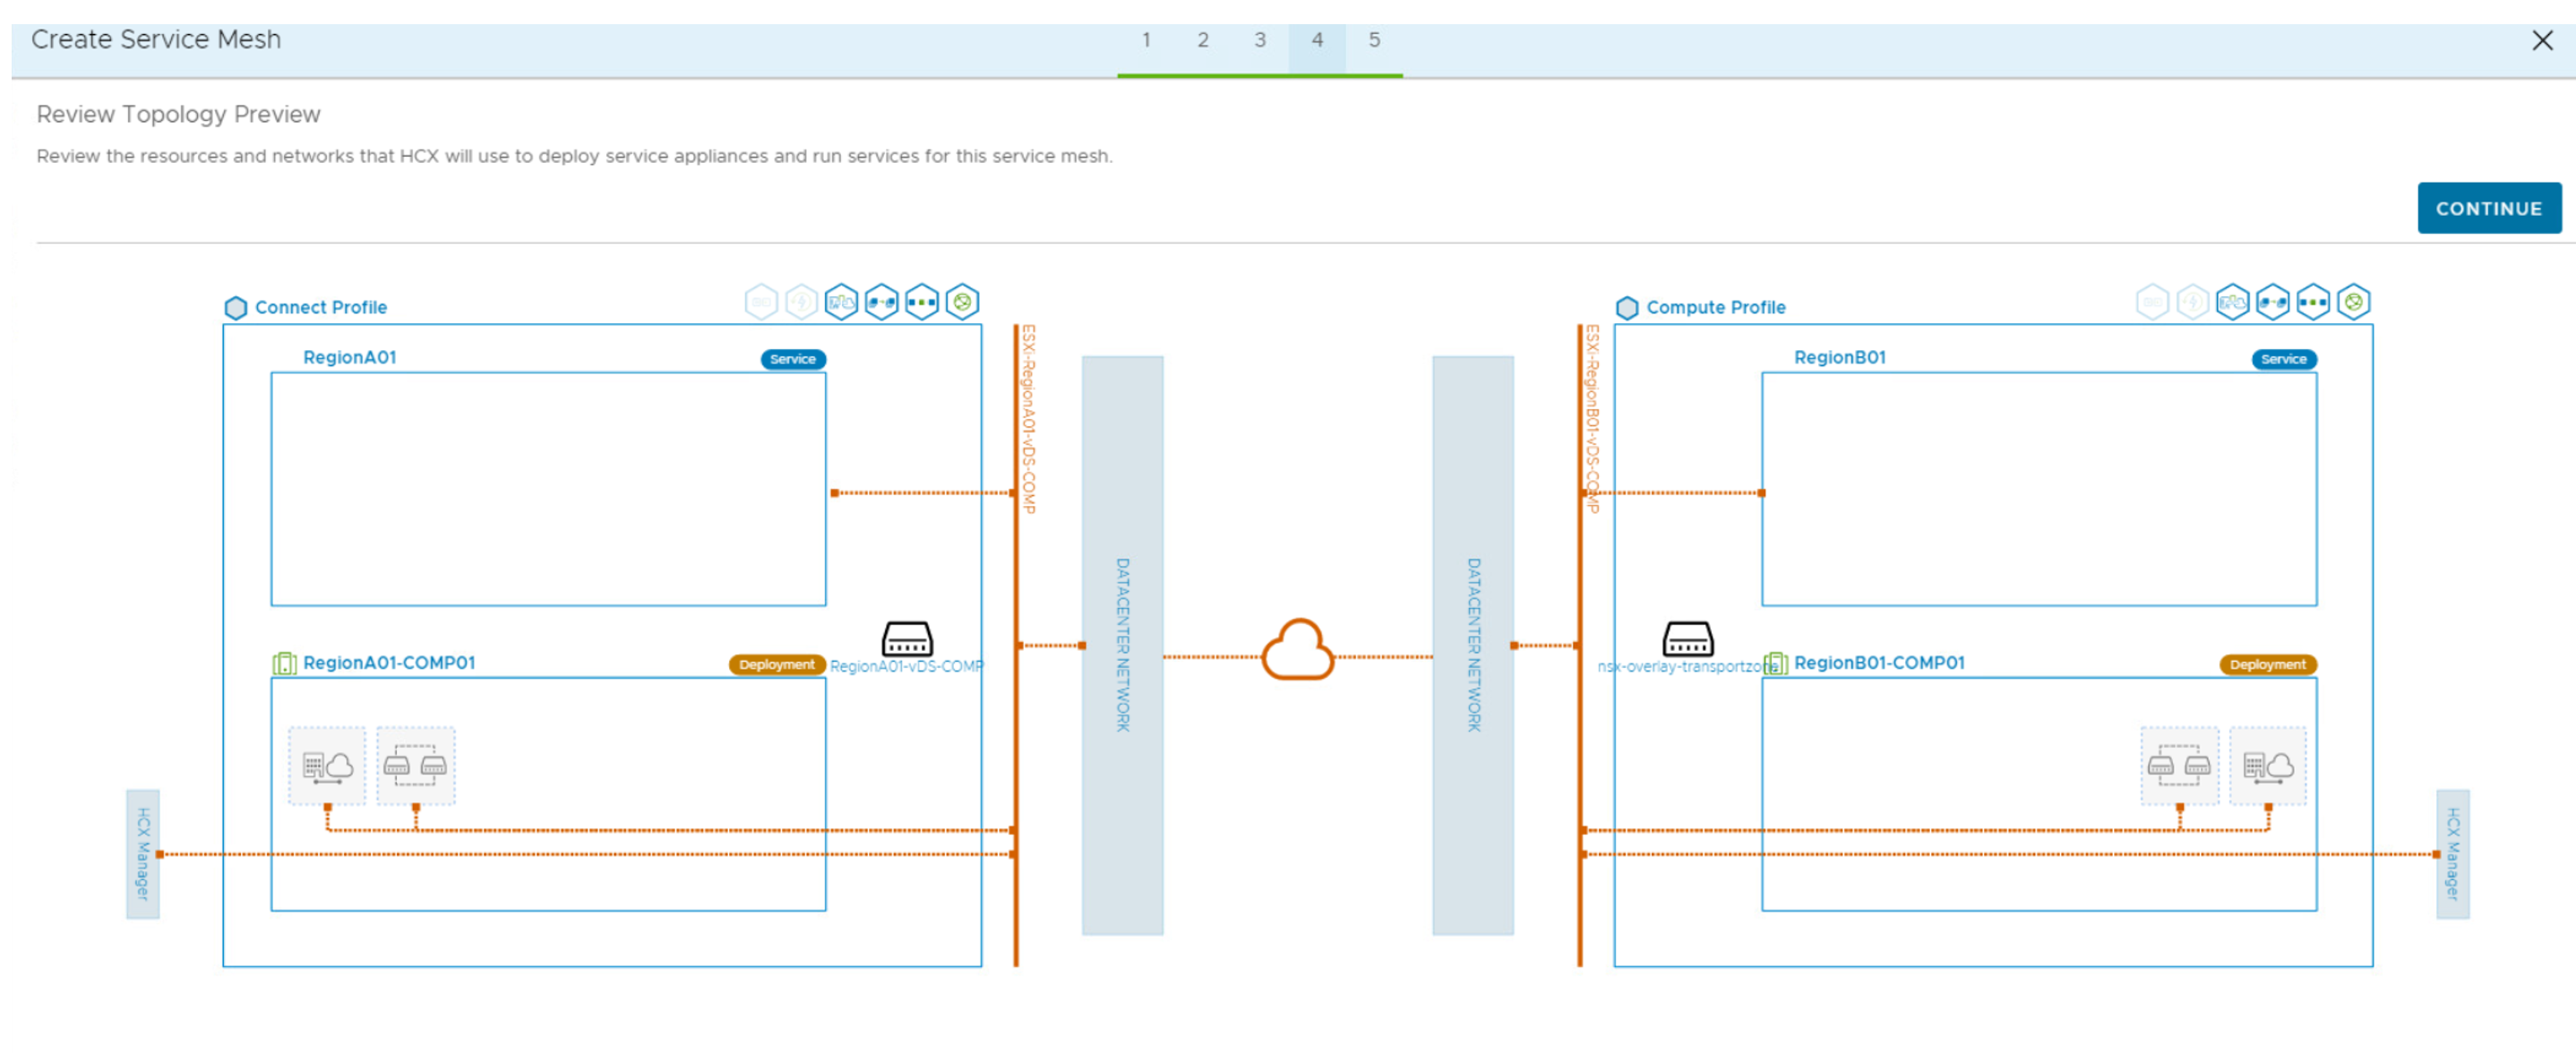 Create Service Mesh
1 2 3 4 5
Review Topology Preview
Review the resources and networks that HCX will use to deploy service appliances and run services for this service mesh.
CONTINUE
Connect Profile
RegionA01
Service
ESXi-RegionA01-vDS-COMP
RegionA01-COMP01
Deployment
RegionA01-vDS-COMP
HCX Manager
DATACENTER NETWORK
DATACENTER NETWORK
Compute Profile
ESXi-RegionB01-vDS-COMP
RegionB01
Service
nsx-overlay-transportzone
RegionB01-COMP01
Deployment
HCX Manager